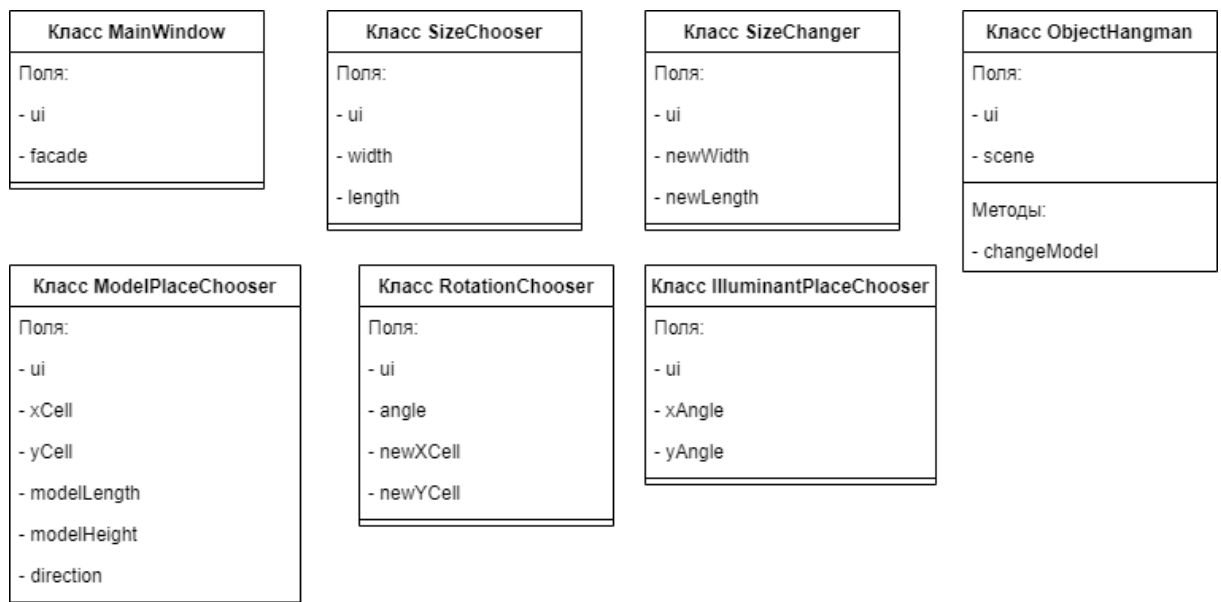 Класс MainWindow
Поля:
- ui
- facade
Класс SizeChooser
Поля:
- ui
- width
- length
Класс SizeChanger
Поля:
- ui
- newWidth
- newLength
Класс ObjectHangman
Поля:
- ui
- scene
Методы:
- changeModel
Класс ModelPlaceChooser
Поля:
- ui
- xCell
- yCell
- modelLength
- modelHeight
- direction
Класс RotationChooser
Поля:
- ui
- angle
- newXCell
- newYCell
Класс IlluminantPlaceChooser
Поля:
- ui
- xAngle
- yAngle